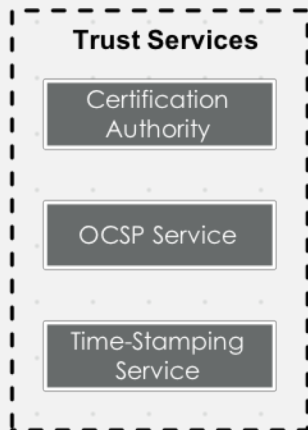 Trust Services
Certification
Authority
OCSP Service
Time-Stamping
Service